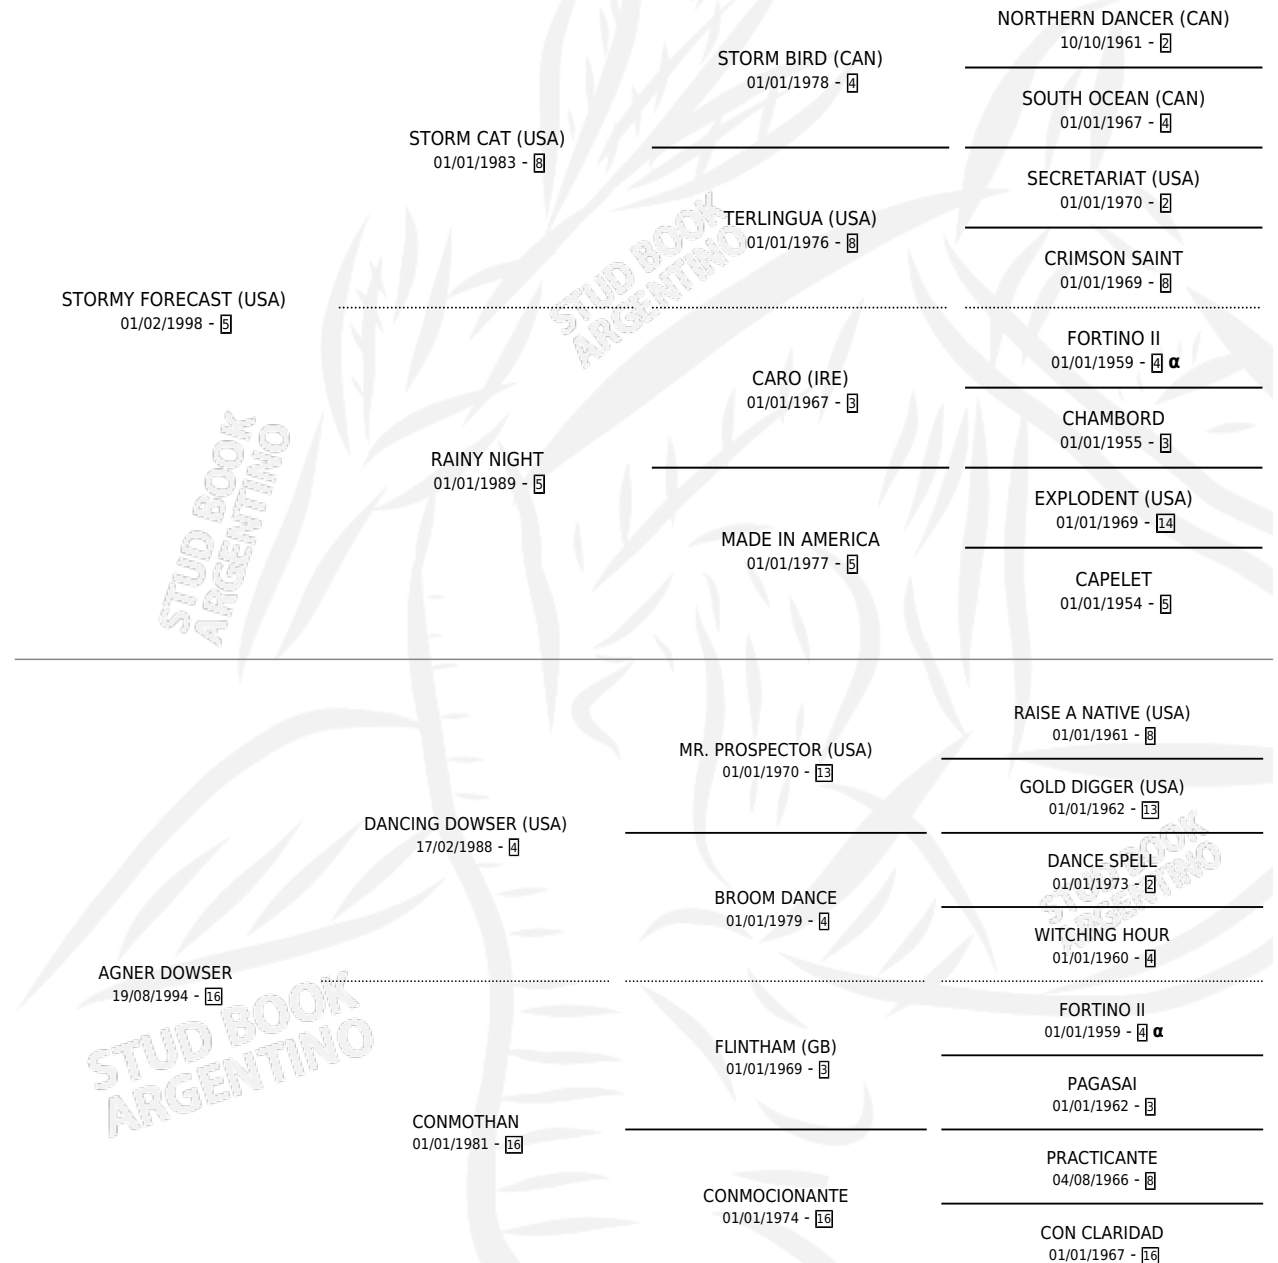 NORTHERN DANCER (CAN)
10/10/1961 - 2
STORM BIRD (CAN)
01/01/1978 - 4
SOUTH OCEAN (CAN)
01/01/1967 - 4
STORM CAT (USA)
01/01/1983 - 8
SECRETARIAT (USA)
01/01/1970 - 2
TERLINGUA (USA)
01/01/1976 - 8
CRIMSON SAINT
01/01/1969 - 8
STORMY FORECAST (USA)
01/02/1998 - 5
FORTINO II
01/01/1959 - 4 α
CARO (IRE)
01/01/1967 - 3
CHAMBORD
01/01/1955 - 3
RAINY NIGHT
01/01/1989 - 5
EXPLODENT (USA)
01/01/1969 - 14
MADE IN AMERICA
01/01/1977 - 5
CAPELET
01/01/1954 - 5
RAISE A NATIVE (USA)
01/01/1961 - 8
MR. PROSPECTOR (USA)
01/01/1970 - 13
GOLD DIGGER (USA)
01/01/1962 - 13
DANCING DOWSER (USA)
17/02/1988 - 4
DANCE SPELL
01/01/1973 - 2
BROOM DANCE
01/01/1979 - 4
WITCHING HOUR
01/01/1960 - 4
AGNER DOWSER
19/08/1994 - 16
FORTINO II
01/01/1959 - 4 α
FLINTHAM (GB)
01/01/1969 - 3
PAGASAI
01/01/1962 - 3
CONMOTHAN
01/01/1981 - 16
PRACTICANTE
04/08/1966 - 8
CONMOCIONANTE
01/01/1974 - 16
CON CLARIDAD
01/01/1967 - 16
STUD BOOK
ARGENTINO
STUD BOOK
ARGENTINO
STUD BOOK
ARGENTINO
STUD BOOK
ARGENTINO